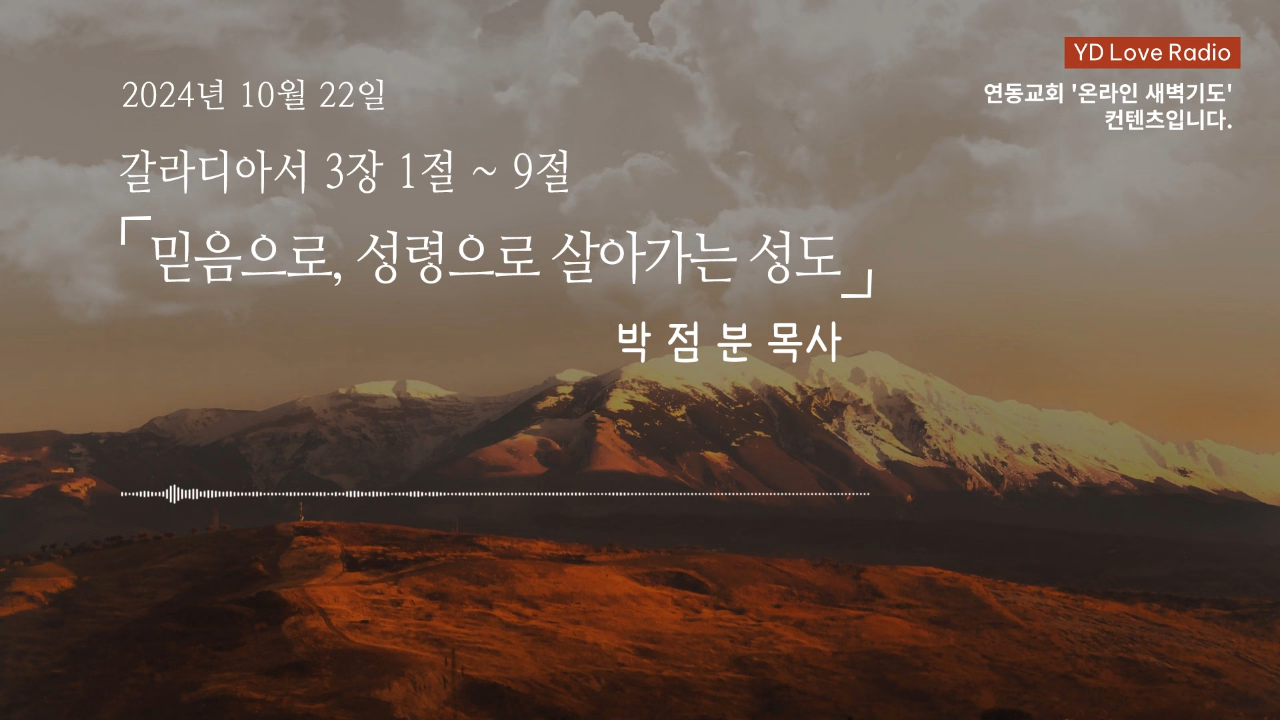 YD Love Radio
연동교회 '온라인 새벽기도'
컨텐츠입니다.
2024년 10월 22일
갈라디아서 3장 1절 ~ 9절
「믿음으로, 성령으로 살아가는 성도」
박 점 분 목사